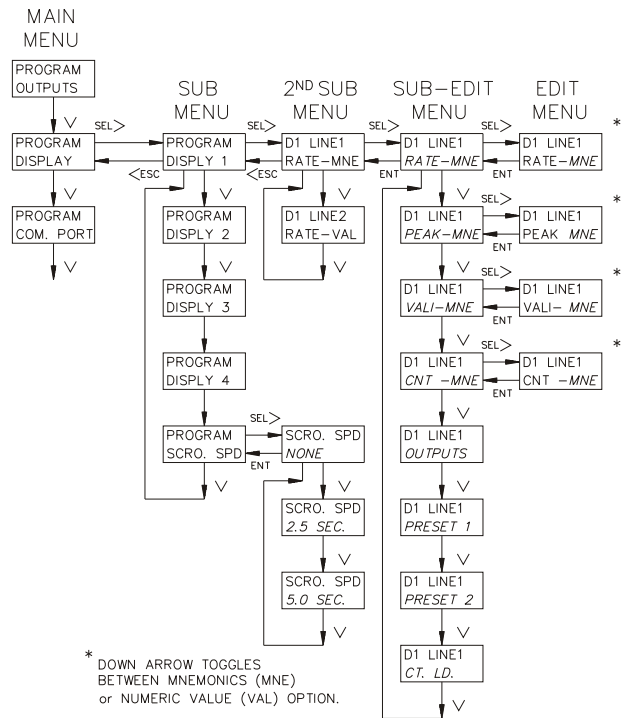 MAIN
MENU
PROGRAM
OUTPUTS
SUB
MENU
2ND SUB
MENU
SUB-EDIT
MENU
EDIT
MENU
SEL>
SEL>
SEL>
SEL>
*
PROGRAM
DISPLAY
PROGRAM
DISPLY 1
D1 LINE1
RATE-MNE
D1 LINE1
RATE-MNE
D1 LINE1
RATE-MNE
<ESC
<ESC
ENT
ENT
PROGRAM
COM. PORT
PROGRAM
DISPLY 2
D1 LINE2
RATE-VAL
D1 LINE1
PEAK-MNE
SEL>
D1 LINE1
PEAK MNE
*
ENT
PROGRAM
DISPLY 3
D1 LINE1
VALI-MNE
SEL>
D1 LINE1
VALI- MNE
*
ENT
PROGRAM
DISPLY 4
D1 LINE1
CNT -MNE
SEL>
D1 LINE1
CNT -MNE
*
ENT
PROGRAM
SCRO. SPD
SEL>
ENT
SCRO. SPD
NONE
D1 LINE1
OUTPUTS
SCRO. SPD
2.5 SEC.
D1 LINE1
PRESET 1
SCRO. SPD
5.0 SEC.
D1 LINE1
PRESET 2
D1 LINE1
CT. LD.
* DOWN ARROW TOGGLES
BETWEEN MNEMONICS (MNE)
or NUMERIC VALUE (VAL) OPTION.